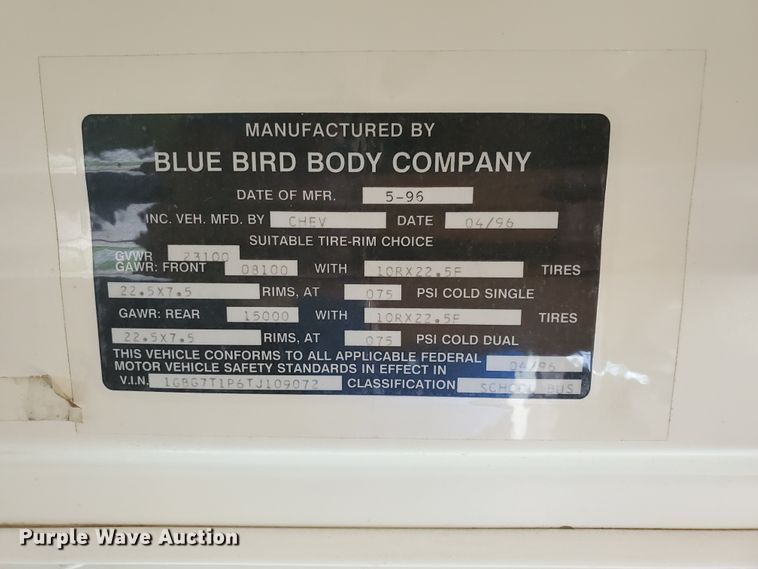 MANUFACTURED BY
BLUE BIRD BODY COMPANY
DATE OF MFR. 5-96
INC. VEH. MFD. BY CHEV DATE 04/96
SUITABLE TIRE-RIM CHOICE
GVWR 23100
GAWR: FRONT 08100 WITH 10RX22.5F TIRES
22.5X7.5 RIMS, AT 075 PSI COLD SINGLE
GAWR: REAR 15000 WITH 10RX22.5F TIRES
22.5X7.5 RIMS, AT 075 PSI COLD DUAL
THIS VEHICLE CONFORMS TO ALL APPLICABLE FEDERAL
MOTOR VEHICLE SAFETY STANDARDS IN EFFECT IN 04/96
V.I.N. 1GBG7T1P6TJ109072 CLASSIFICATION SCHOOL BUS
Purple Wave Auction